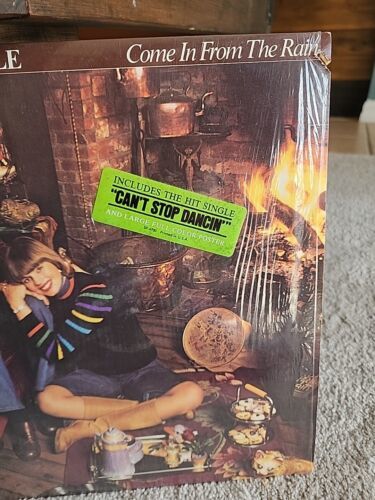 LE
Come In From The Rain
INCLUDES THE HIT SINGLE
"CAN'T STOP DANCIN'"
AND LARGE FULL COLOR POSTER